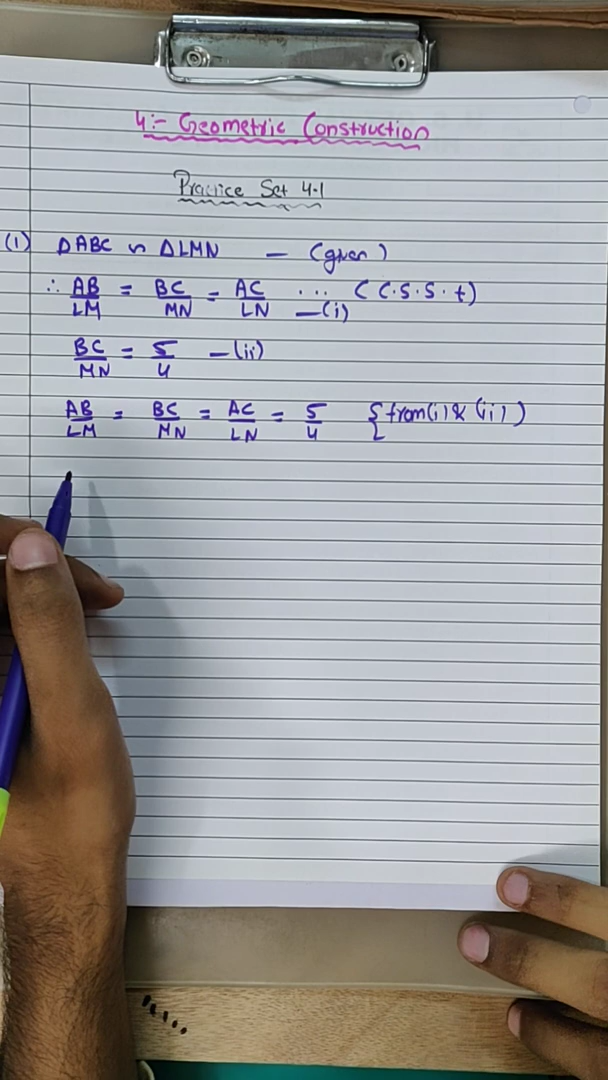 4:- Geometric Construction
Practice Set 4.1
(1) ΔABC ~ ΔLMN — (given)
∴ AB/LM = BC/MN = AC/LN ... (C.S.S.t) —(i)
BC/MN = 5/4 —(ii)
AB/LM = BC/MN = AC/LN = 5/4 {from(i) & (ii))